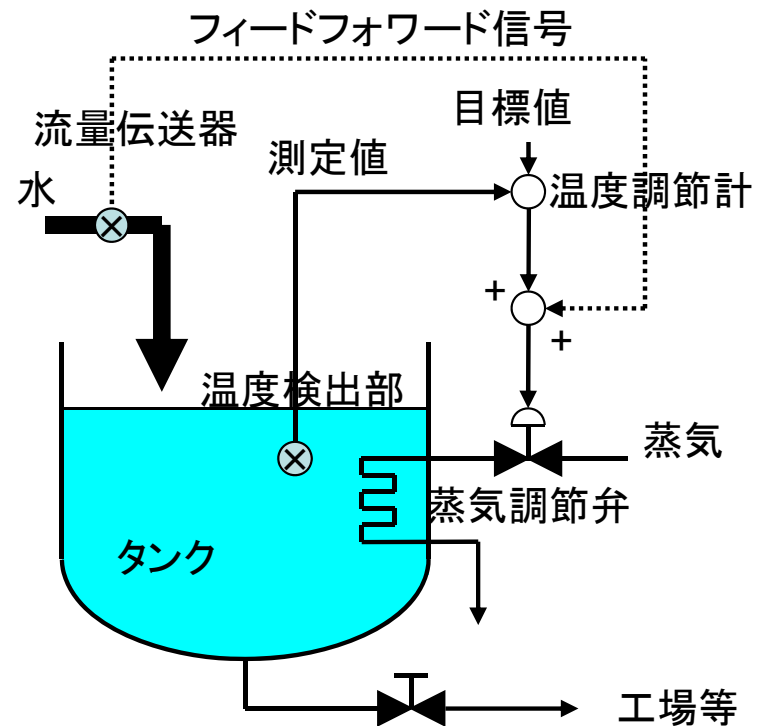 フィードフォワード信号
流量伝送器
目標値
測定値
水
温度調節計
+
+
温度検出部
蒸気
蒸気調節弁
タンク
工場等